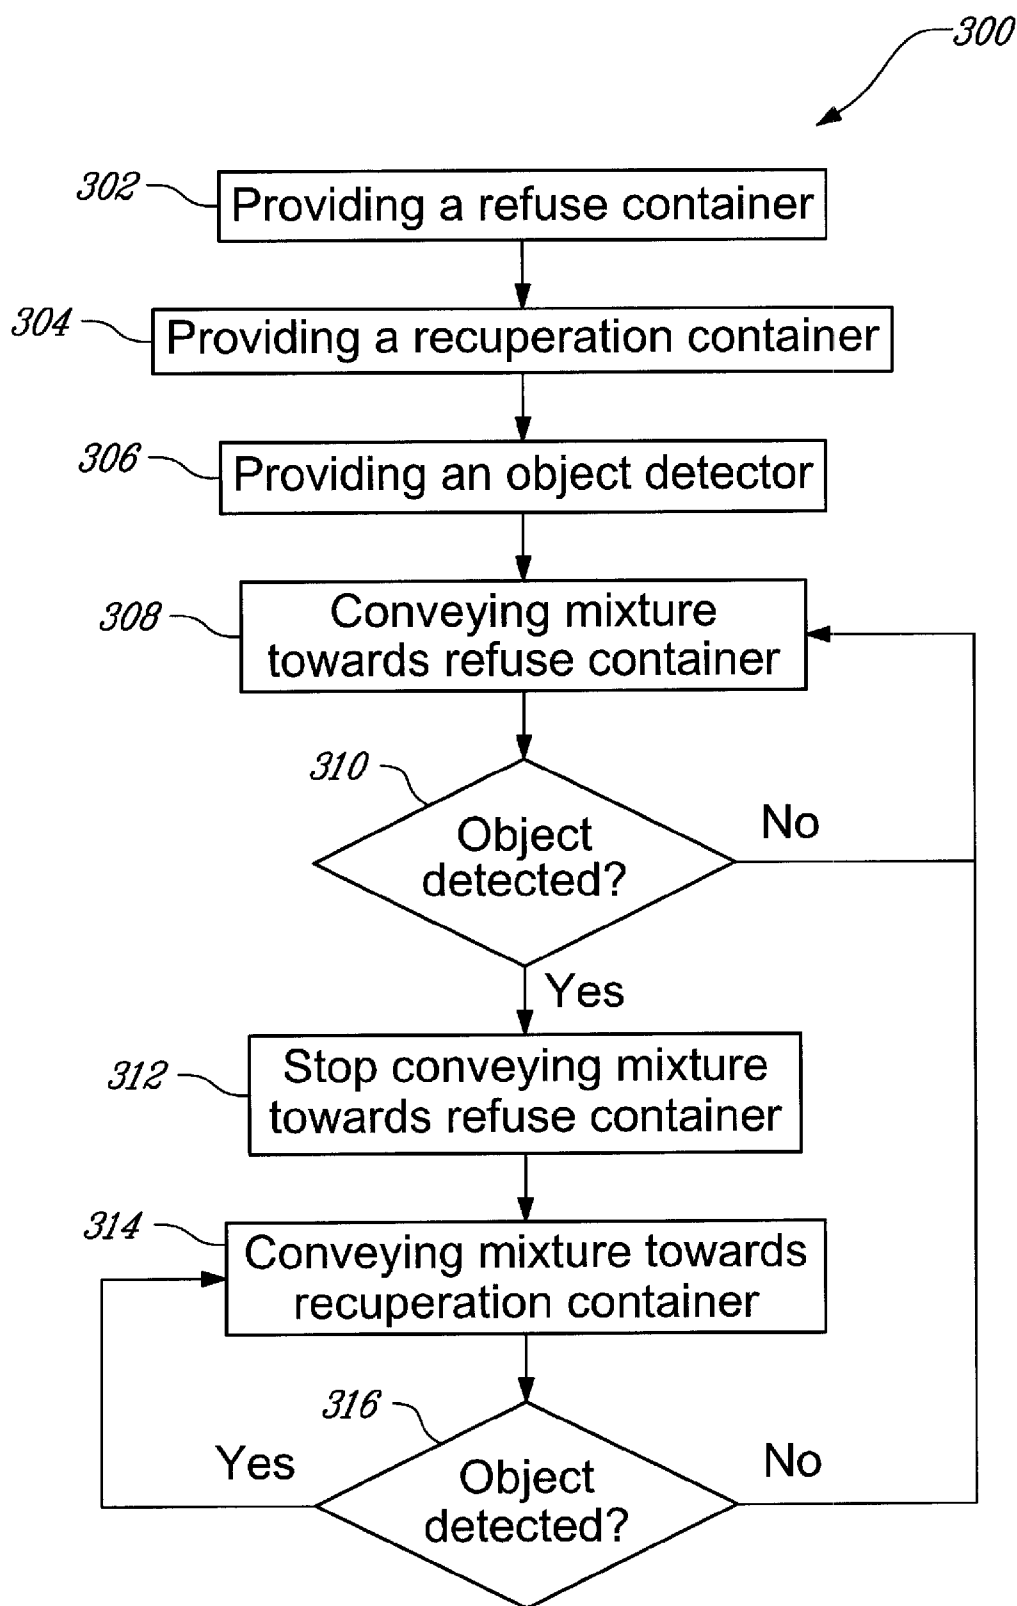 300
302
Providing a refuse container
304
Providing a recuperation container
306
Providing an object detector
308
Conveying mixture
towards refuse container
310
Object
detected?
No
Yes
312
Stop conveying mixture
towards refuse container
314
Conveying mixture towards
recuperation container
316
Yes
Object
detected?
No